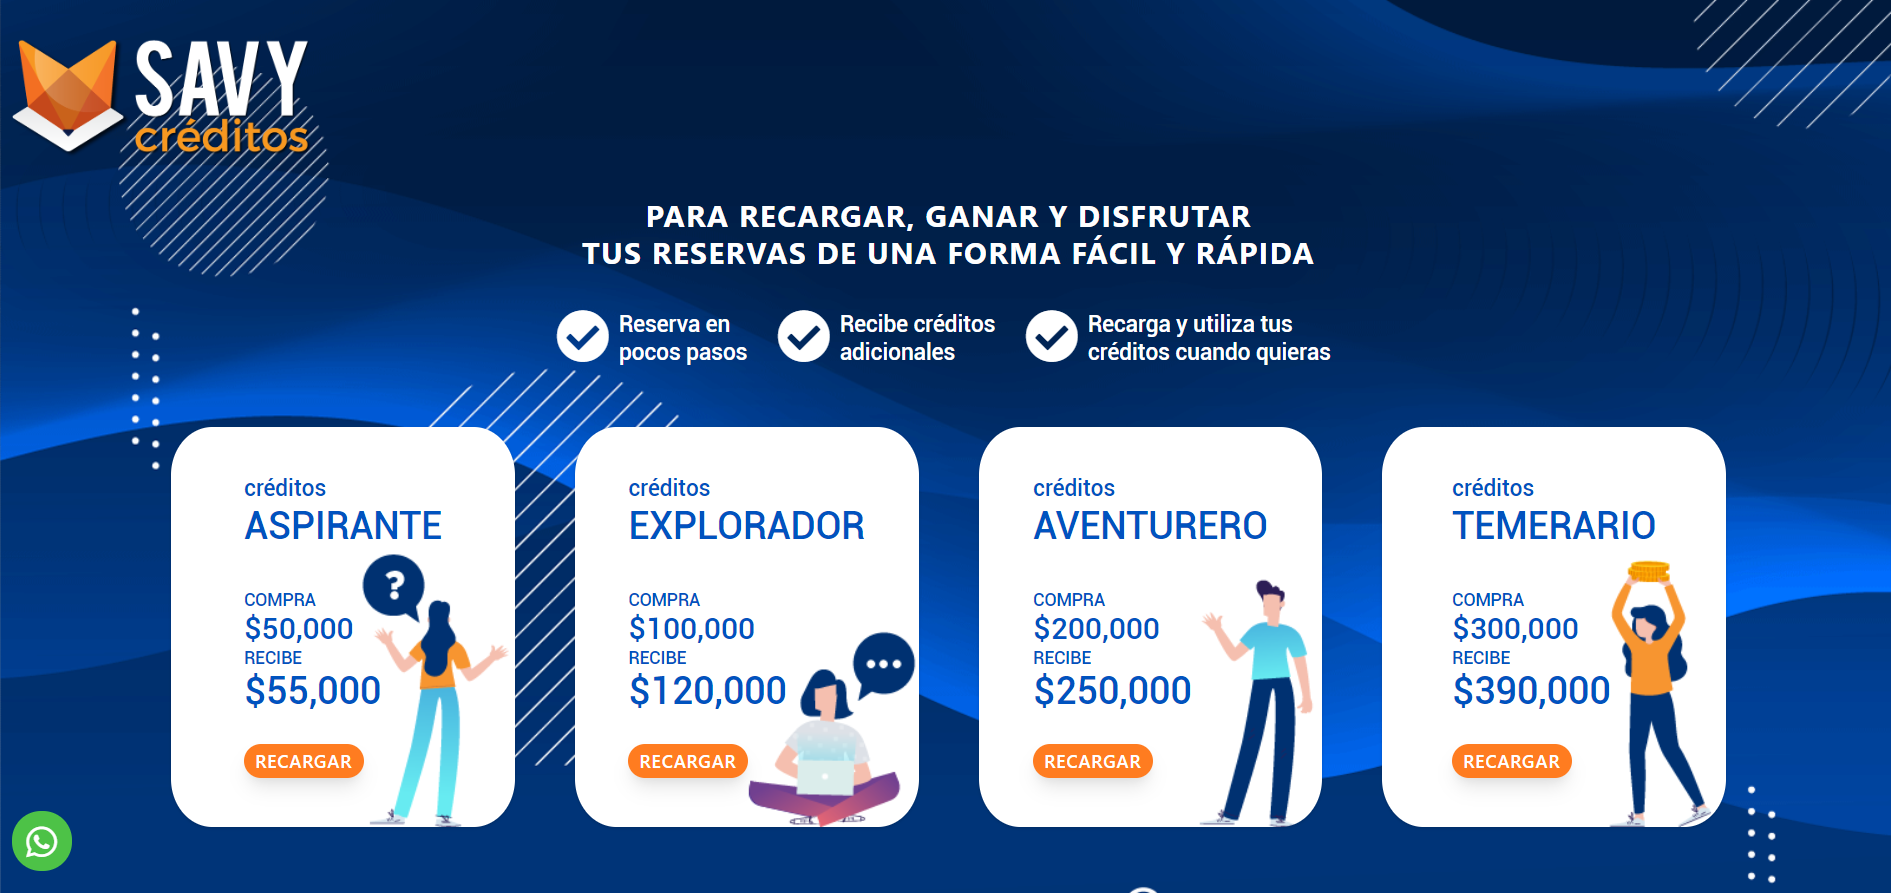 SAVY
créditos
PARA RECARGAR, GANAR Y DISFRUTAR
TUS RESERVAS DE UNA FORMA FÁCIL Y RÁPIDA
Reserva en
pocos pasos
Recibe créditos
adicionales
Recarga y utiliza tus
créditos cuando quieras
créditos
ASPIRANTE
?
COMPRA
$50,000
RECIBE
$55,000
RECARGAR
créditos
EXPLORADOR
COMPRA
$100,000
RECIBE
$120,000
RECARGAR
créditos
AVENTURERO
COMPRA
$200,000
RECIBE
$250,000
RECARGAR
créditos
TEMERARIO
COMPRA
$300,000
RECIBE
$390,000
RECARGAR